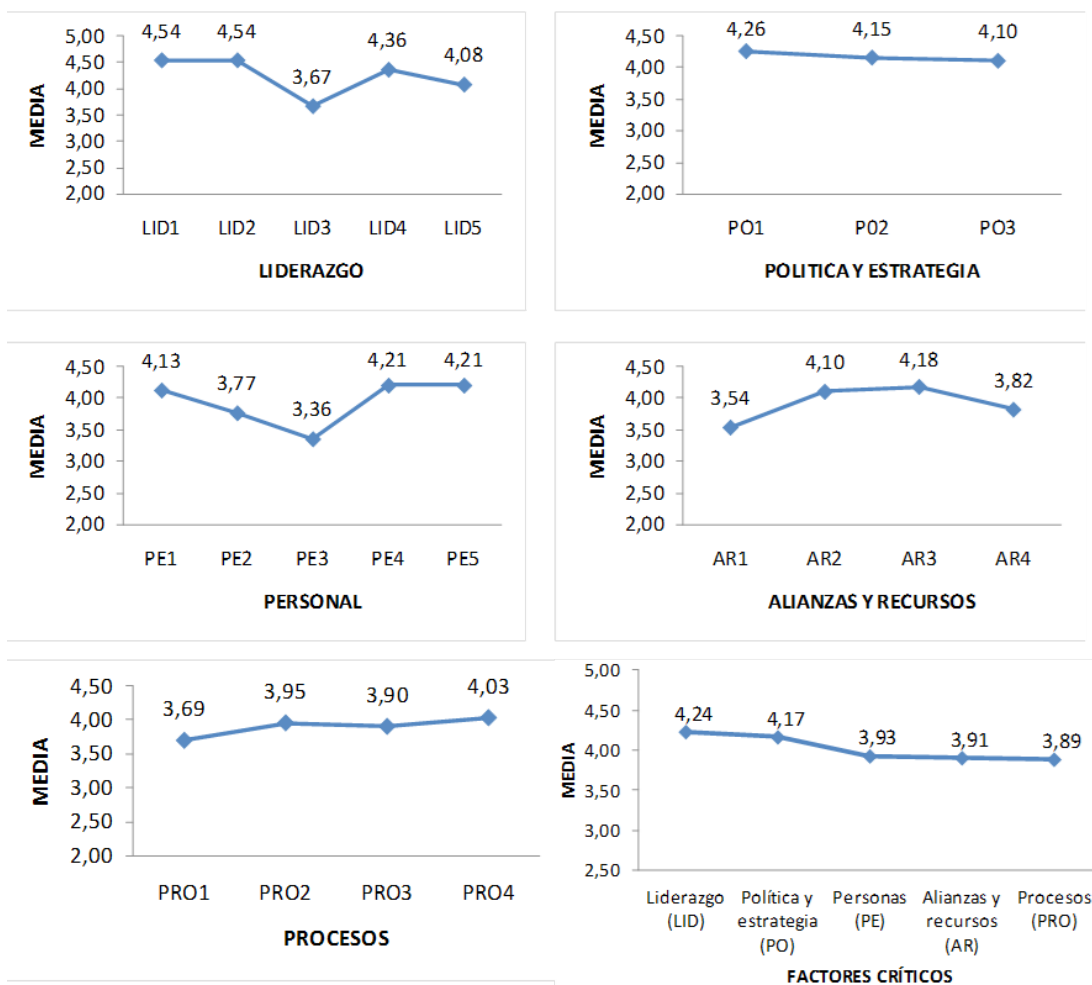 4,54 4,54 3,67 4,36 4,08
5,00
4,50
4,00
3,50
3,00
2,50
2,00
MEDIA
LID1 LID2 LID3 LID4 LID5
LIDERAZGO
4,26 4,15 4,10
4,50
4,00
3,50
3,00
2,50
2,00
MEDIA
PO1 P02 PO3
POLITICA Y ESTRATEGIA
4,13 3,77 3,36 4,21 4,21
4,50
4,00
3,50
3,00
2,50
2,00
MEDIA
PE1 PE2 PE3 PE4 PE5
PERSONAL
3,54 4,10 4,18 3,82
4,50
4,00
3,50
3,00
2,50
2,00
MEDIA
AR1 AR2 AR3 AR4
ALIANZAS Y RECURSOS
3,69 3,95 3,90 4,03
4,50
4,00
3,50
3,00
2,50
2,00
MEDIA
PRO1 PRO2 PRO3 PRO4
PROCESOS
4,24 4,17 3,93 3,91 3,89
5,00
4,50
4,00
3,50
3,00
2,50
MEDIA
Liderazgo Política y Personas Alianzas y Procesos
(LID) estrategia (PE) recursos (PRO)
(PO) (AR)
FACTORES CRÍTICOS